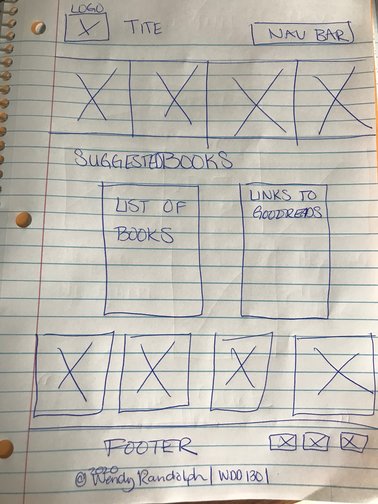 LOGO
TITE
NAV BAR
SUGGESTEDBOOKS
LIST OF
BOOKS
LINKS TO
GOODREADS
FOOTER
@ 2020 Wendy Randolph | WDD 130 |